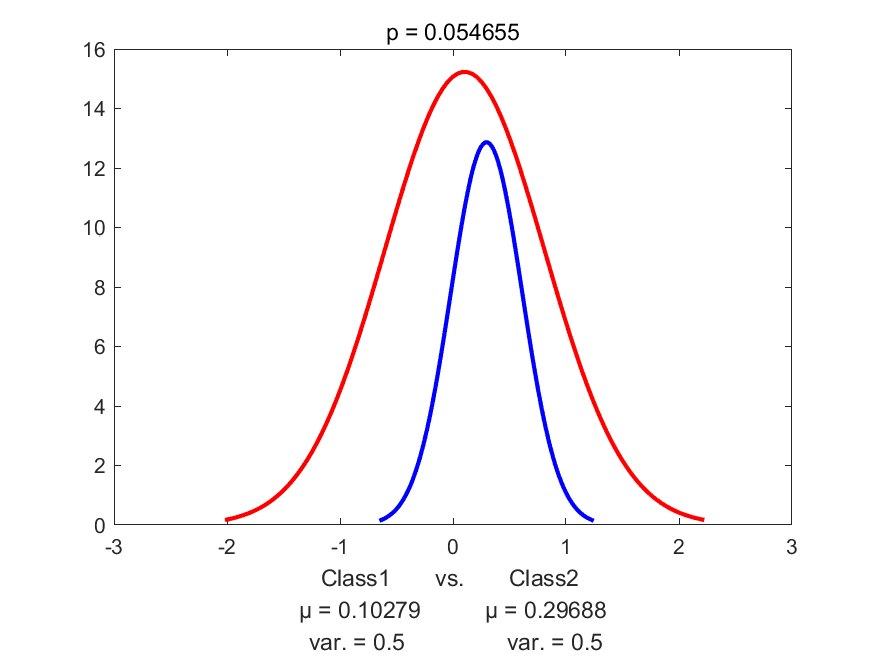 p = 0.054655
16
14
12
10
8
6
4
2
0
-3 -2 -1 0 1 2 3
Class1 vs. Class2
μ = 0.10279 μ = 0.29688
var. = 0.5 var. = 0.5